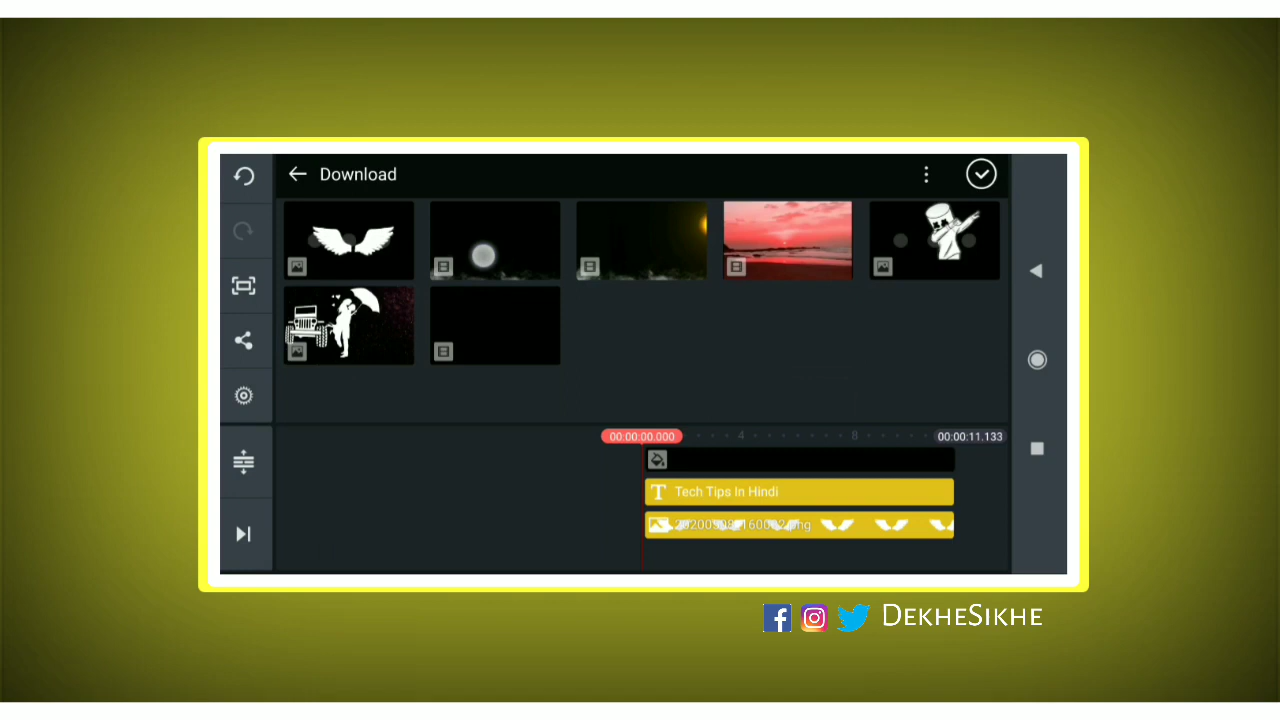 Download
00:00:00.000
4
8
00:00:11.133
Tech Tips In Hindi
DEKHESIKHE